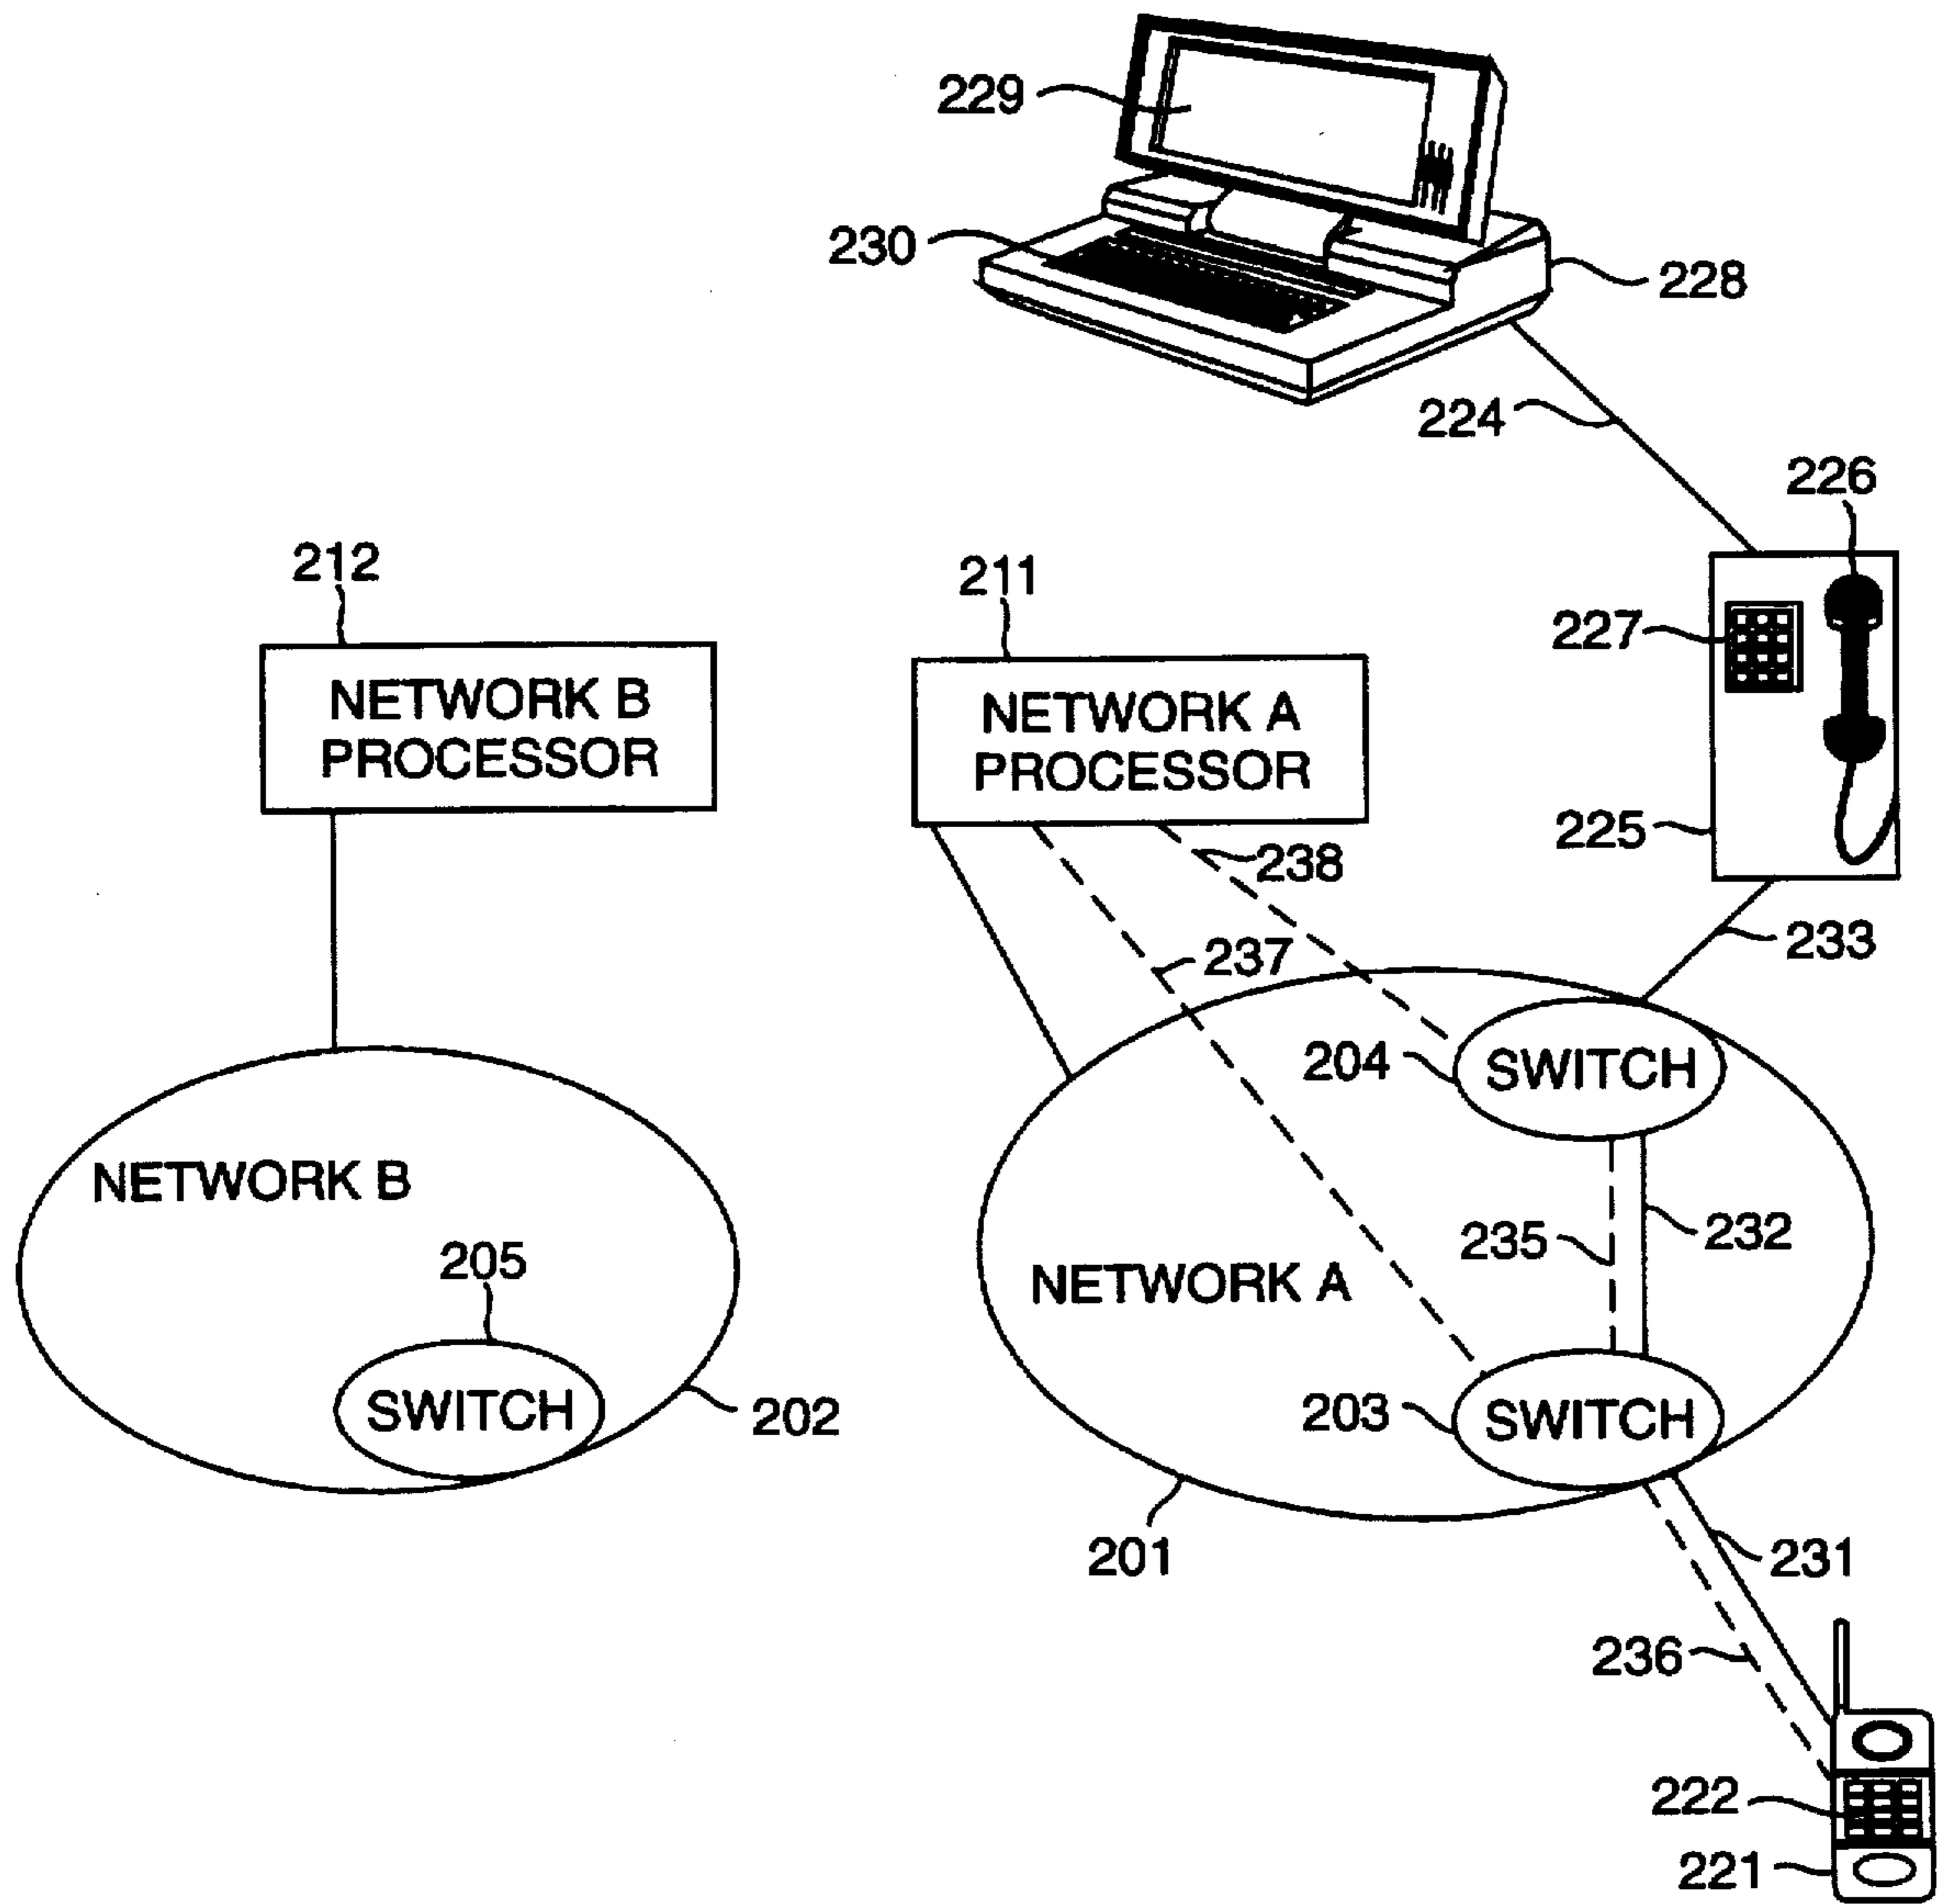 229
230
228
224
226
212
211
227
NETWORK B
PROCESSOR
NETWORK A
PROCESSOR
225
238
237
233
204
SWITCH
NETWORK B
235
232
205
NETWORK A
SWITCH
202
203
SWITCH
201
231
236
222
221